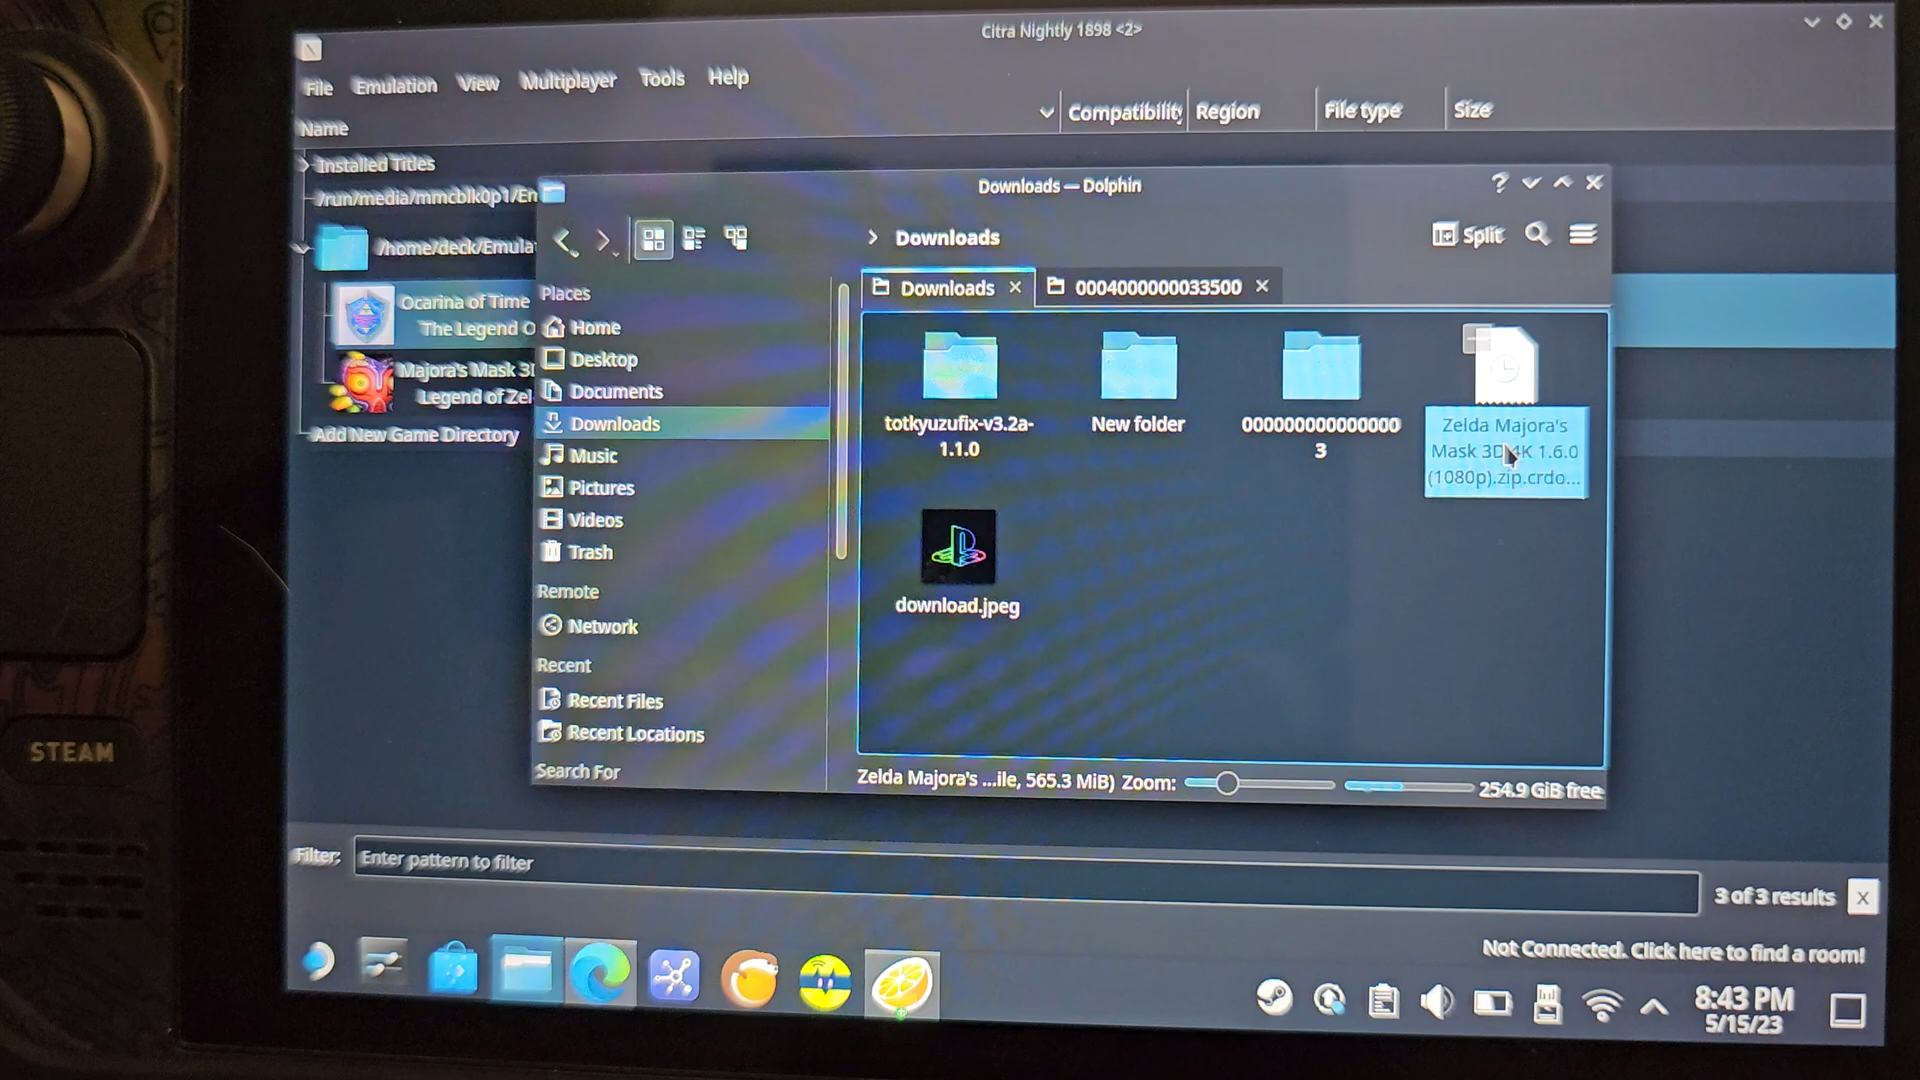 Citra Nightly 1898 <2>
File Emulation View Multiplayer Tools Help
Name Compatibility Region File type Size
Installed Titles
/run/media/mmcblk0p1/Em
/home/deck/Emula
Ocarina of Time
The Legend O
Majora's Mask 3D
Legend of Zel
Add New Game Directory
Downloads — Dolphin
Downloads
Split
Places
Home
Desktop
Documents
Downloads
Music
Pictures
Videos
Trash
Remote
Network
Recent
Recent Files
Recent Locations
Search For
Downloads 0004000000033500
totkyuzufix-v3.2a-
1.1.0
New folder
000000000000000
3
Zelda Majora's
Mask 3D 4K 1.6.0
(1080p).zip.crdo...
download.jpeg
Zelda Majora's ...ile, 565.3 MiB) Zoom: 254.9 GiB free
Filter: Enter pattern to filter
3 of 3 results
Not Connected. Click here to find a room!
8:43 PM
5/15/23
STEAM